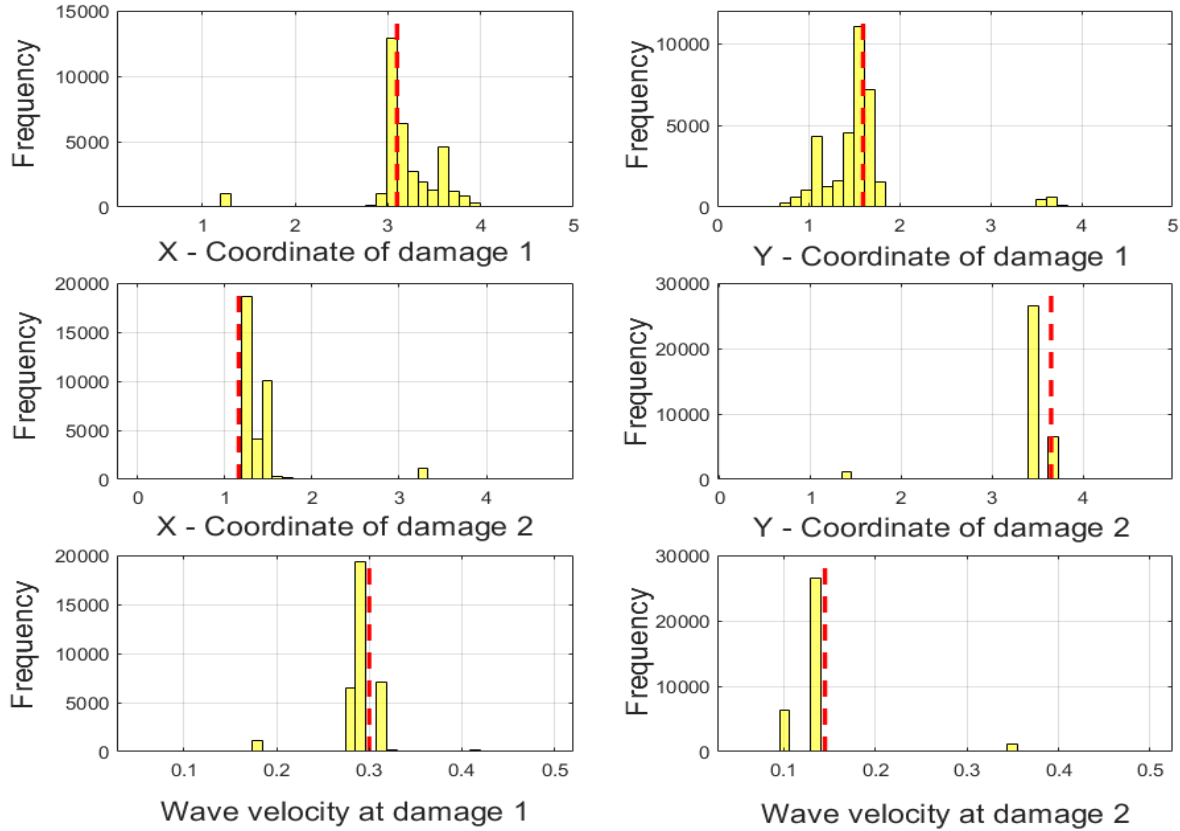 15000
10000
5000
0
Frequency
1 2 3 4 5
X - Coordinate of damage 1
10000
5000
0
Frequency
0 1 2 3 4 5
Y - Coordinate of damage 1
20000
15000
10000
5000
0
Frequency
0 1 2 3 4
X - Coordinate of damage 2
30000
20000
10000
0
Frequency
0 1 2 3 4
Y - Coordinate of damage 2
20000
15000
10000
5000
0
Frequency
0.1 0.2 0.3 0.4 0.5
Wave velocity at damage 1
30000
20000
10000
0
Frequency
0.1 0.2 0.3 0.4 0.5
Wave velocity at damage 2